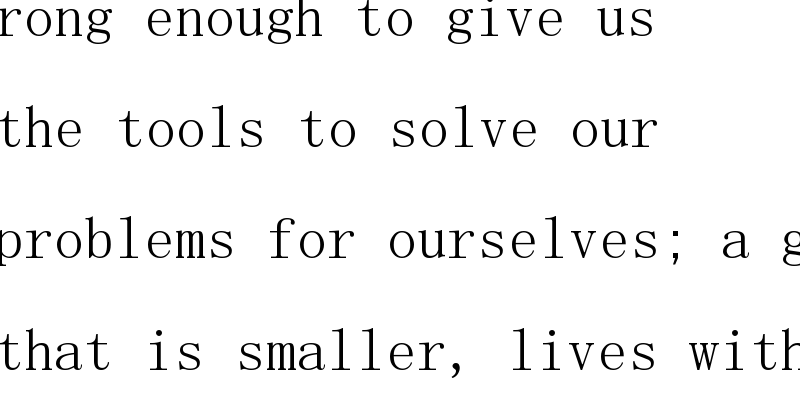 rong enough to give us
the tools to solve our
problems for ourselves; a g
that is smaller, lives with